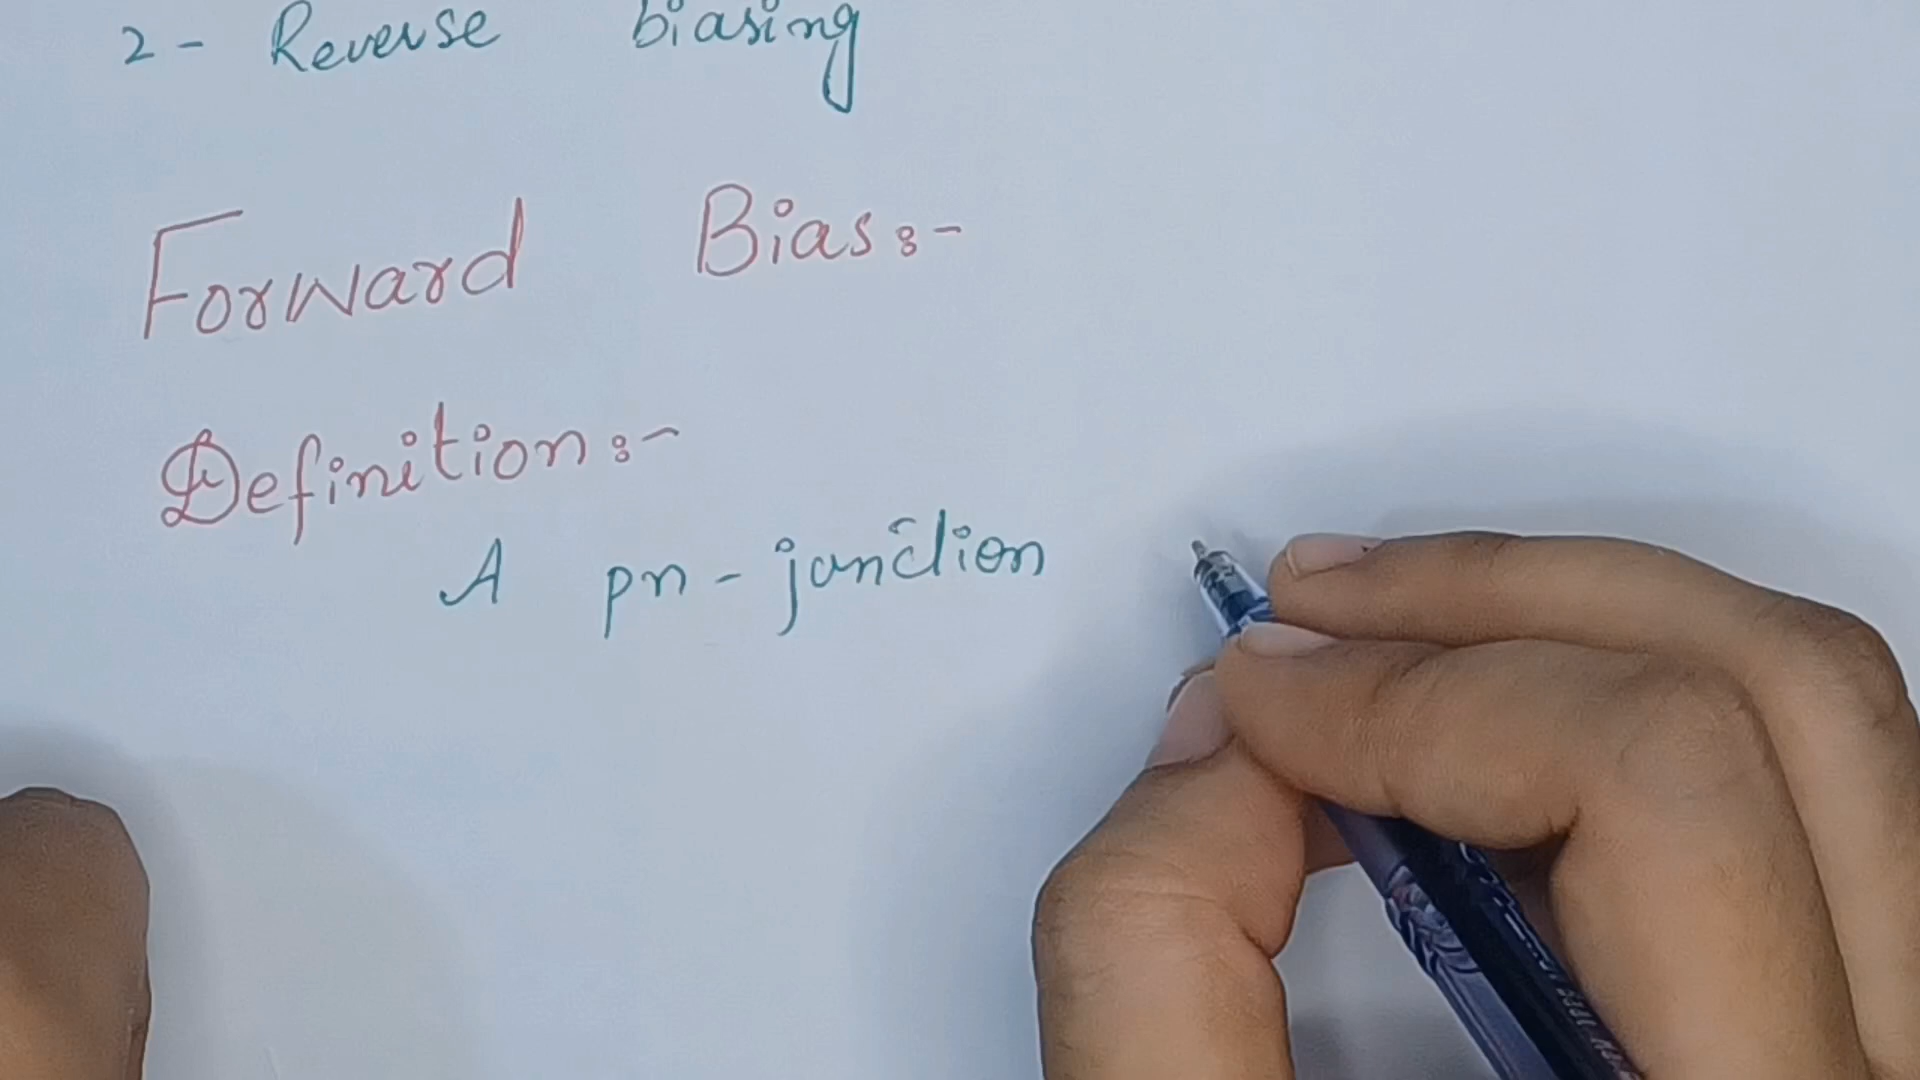 2- Reverse biasing
Forward Bias:-
Definition:-
A pn-junction